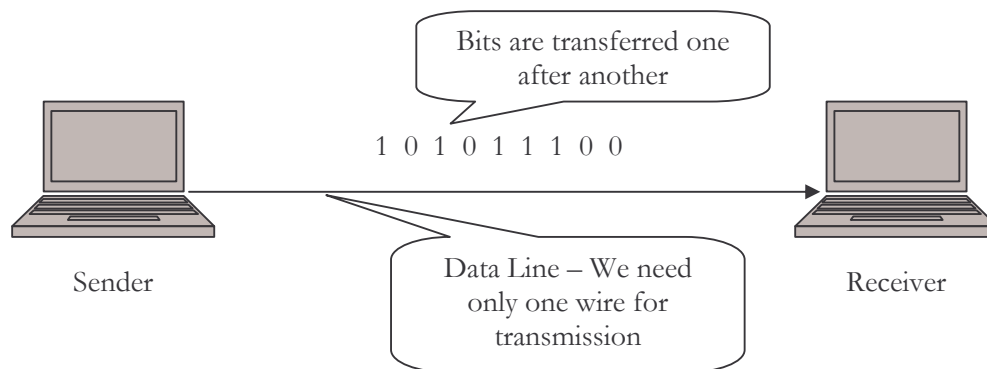 Bits are transferred one
after another
1 0 1 0 1 1 1 0 0
Sender
Data Line – We need
only one wire for
transmission
Receiver